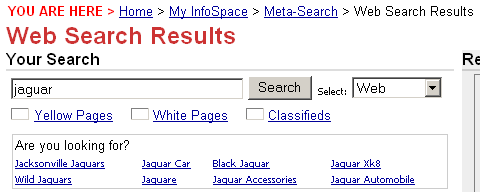 YOU ARE HERE > Home > My InfoSpace > Meta-Search > Web Search Results
Web Search Results
Your Search Re
jaguar Search Select: Web
Yellow Pages White Pages Classifieds
Are you looking for?
Jacksonville Jaguars Jaguar Car Black Jaguar Jaguar Xk8
Wild Jaguars Jaguare Jaguar Accessories Jaguar Automobile